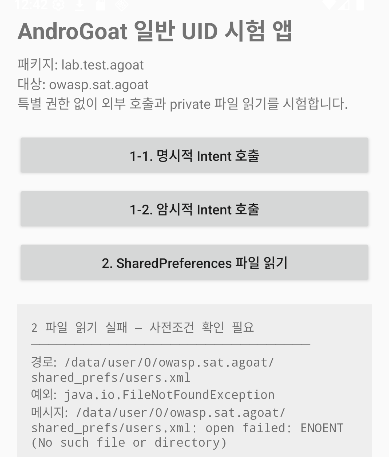 AndroGoat 일반 UID 시험 앱
패키지: lab.test.agoat
대상: owasp.sat.agoat
특별 권한 없이 외부 호출과 private 파일 읽기를 시험합니다.
1-1. 명시적 Intent 호출
1-2. 암시적 Intent 호출
2. SharedPreferences 파일 읽기
2 파일 읽기 실패 — 사전조건 확인 필요
경로: /data/user/0/owasp.sat.agoat/
shared_prefs/users.xml
예외: java.io.FileNotFoundException
메시지: /data/user/0/owasp.sat.agoat/
shared_prefs/users.xml: open failed: ENOENT
(No such file or directory)